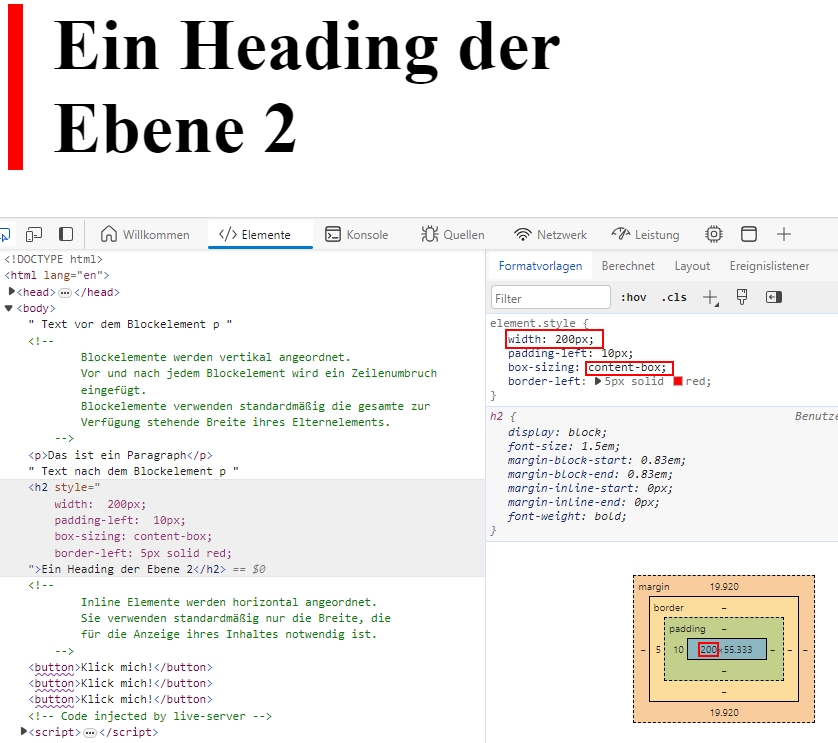 Ein Heading der
Ebene 2
Willkommen
Elemente
Konsole
Quellen
Netzwerk
Leistung
<!DOCTYPE html>
<html lang="en">
<head> ••• </head>
<body>
" Text vor dem Blockelement p "
<!--
Blockelemente werden vertikal angeordnet.
Vor und nach jedem Blockelement wird ein Zeilenumbruch
eingefügt.
Blockelemente verwenden standardmäßig die gesamte zur
Verfügung stehende Breite ihres Elternelements.
-->
<p>Das ist ein Paragraph</p>
" Text nach dem Blockelement p "
<h2 style="
width:  200px;
padding-left:  10px;
box-sizing: content-box;
border-left: 5px solid red;
">Ein Heading der Ebene 2</h2> == $0
<!--
Inline Elemente werden horizontal angeordnet.
Sie verwenden standardmäßig nur die Breite, die
für die Anzeige ihres Inhaltes notwendig ist.
-->
<button>Klick mich!</button>
<button>Klick mich!</button>
<button>Klick mich!</button>
<!-- Code injected by live-server -->
<script> ••• </script>
Formatvorlagen
Berechnet
Layout
Ereignislistener
Filter
:hov
.cls
element.style {
width: 200px;
padding-left: 10px;
box-sizing: content-box;
border-left: 5px solid red;
}
h2 { Benutze
display: block;
font-size: 1.5em;
margin-block-start: 0.83em;
margin-block-end: 0.83em;
margin-inline-start: 0px;
margin-inline-end: 0px;
font-weight: bold;
}
margin 19.920
border –
padding –
– 5 10 200×55.333 – – –
–
–
19.920